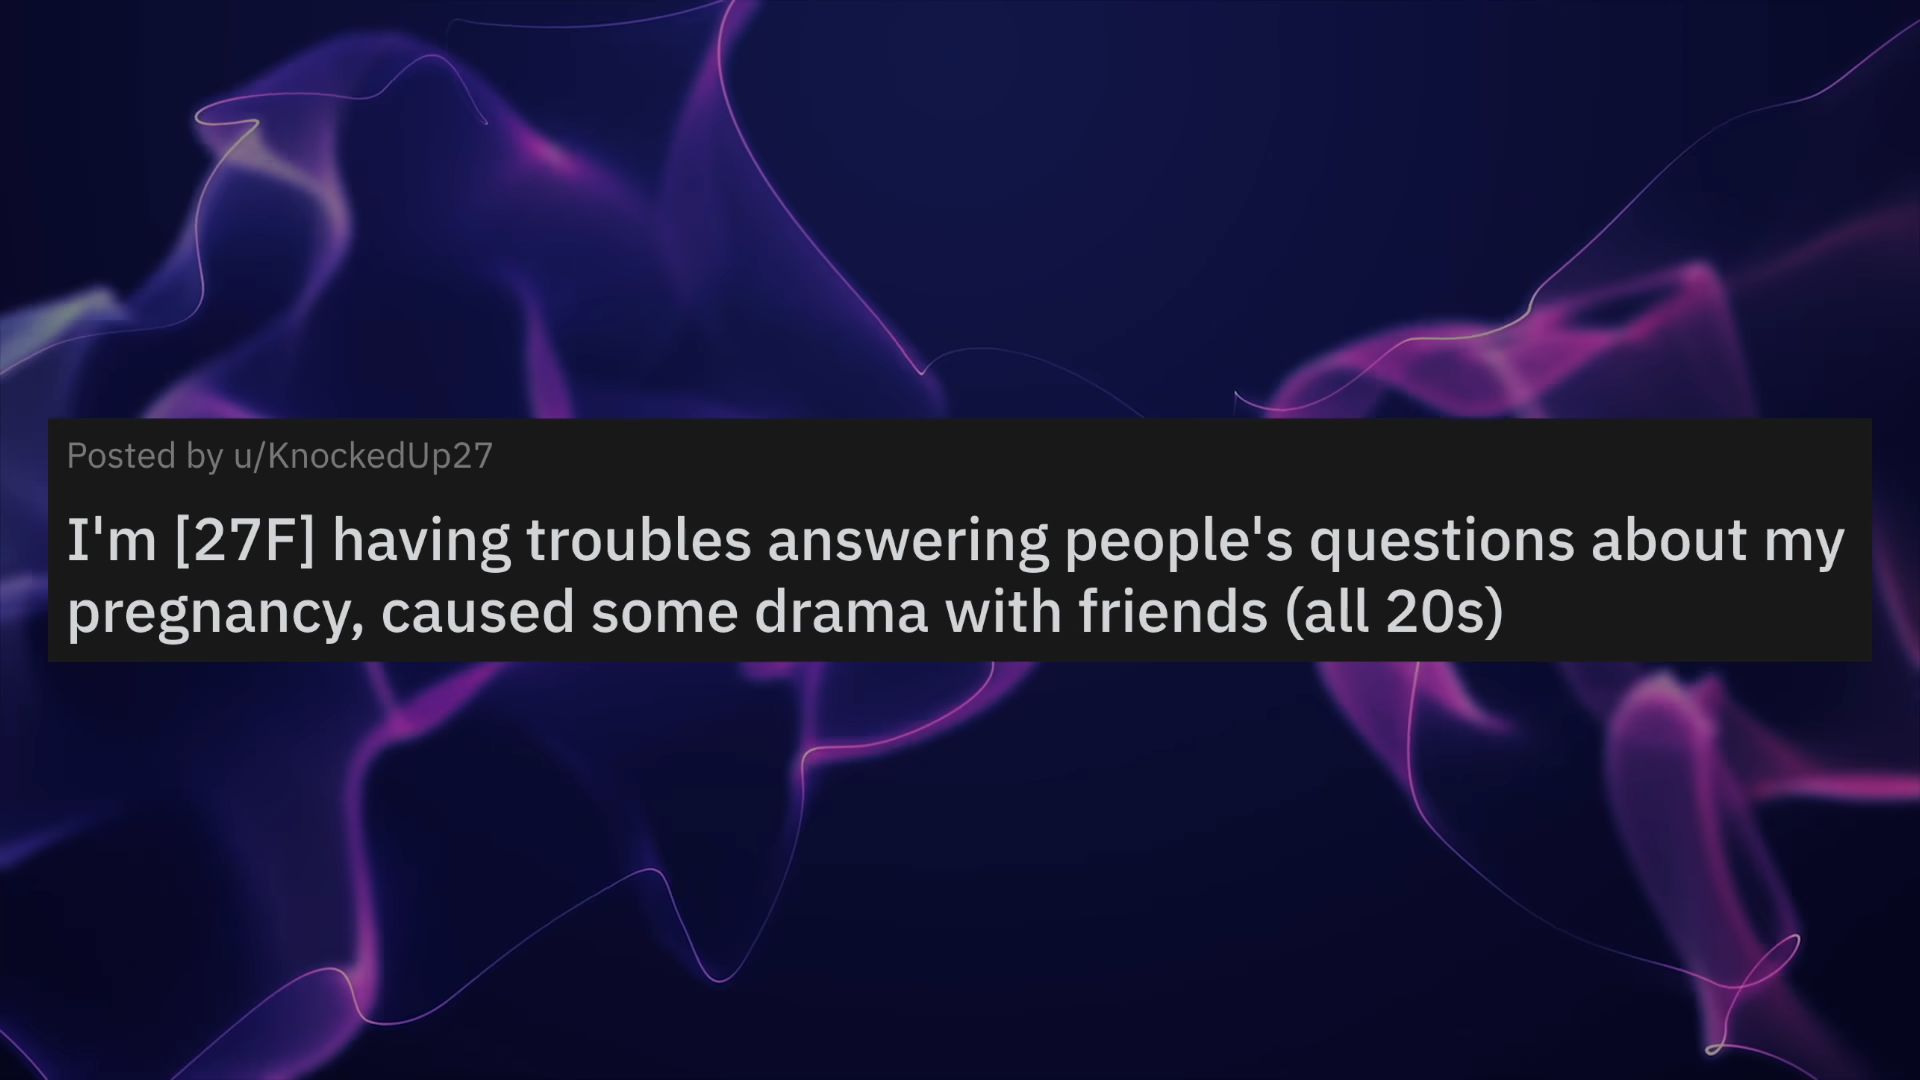 Posted by u/KnockedUp27
I'm [27F] having troubles answering people's questions about my
pregnancy, caused some drama with friends (all 20s)